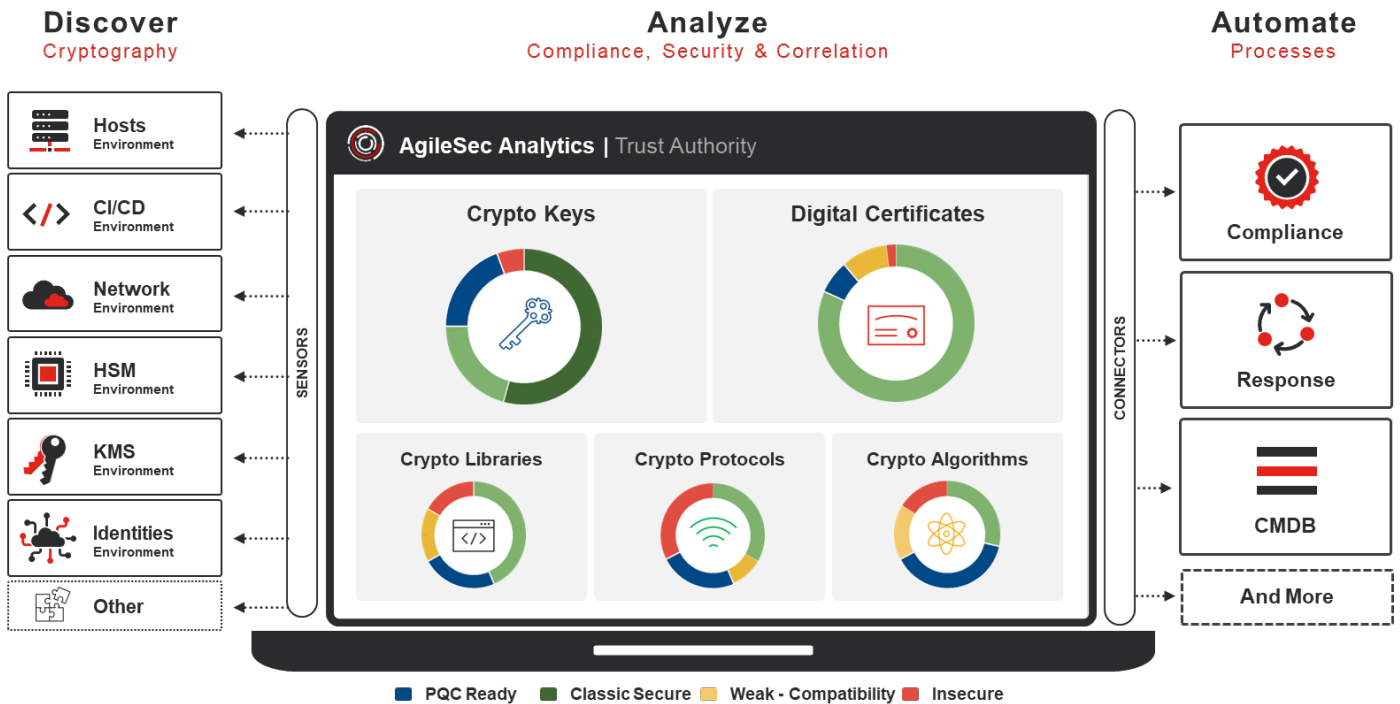 Discover
Cryptography
Analyze
Compliance, Security & Correlation
Automate
Processes
Hosts
Environment
CI/CD
Environment
Network
Environment
HSM
Environment
KMS
Environment
Identities
Environment
Other
SENSORS
AgileSec Analytics | Trust Authority
Crypto Keys
Digital Certificates
Crypto Libraries
Crypto Protocols
Crypto Algorithms
CONNECTORS
Compliance
Response
CMDB
And More
PQC Ready
Classic Secure
Weak - Compatibility
Insecure